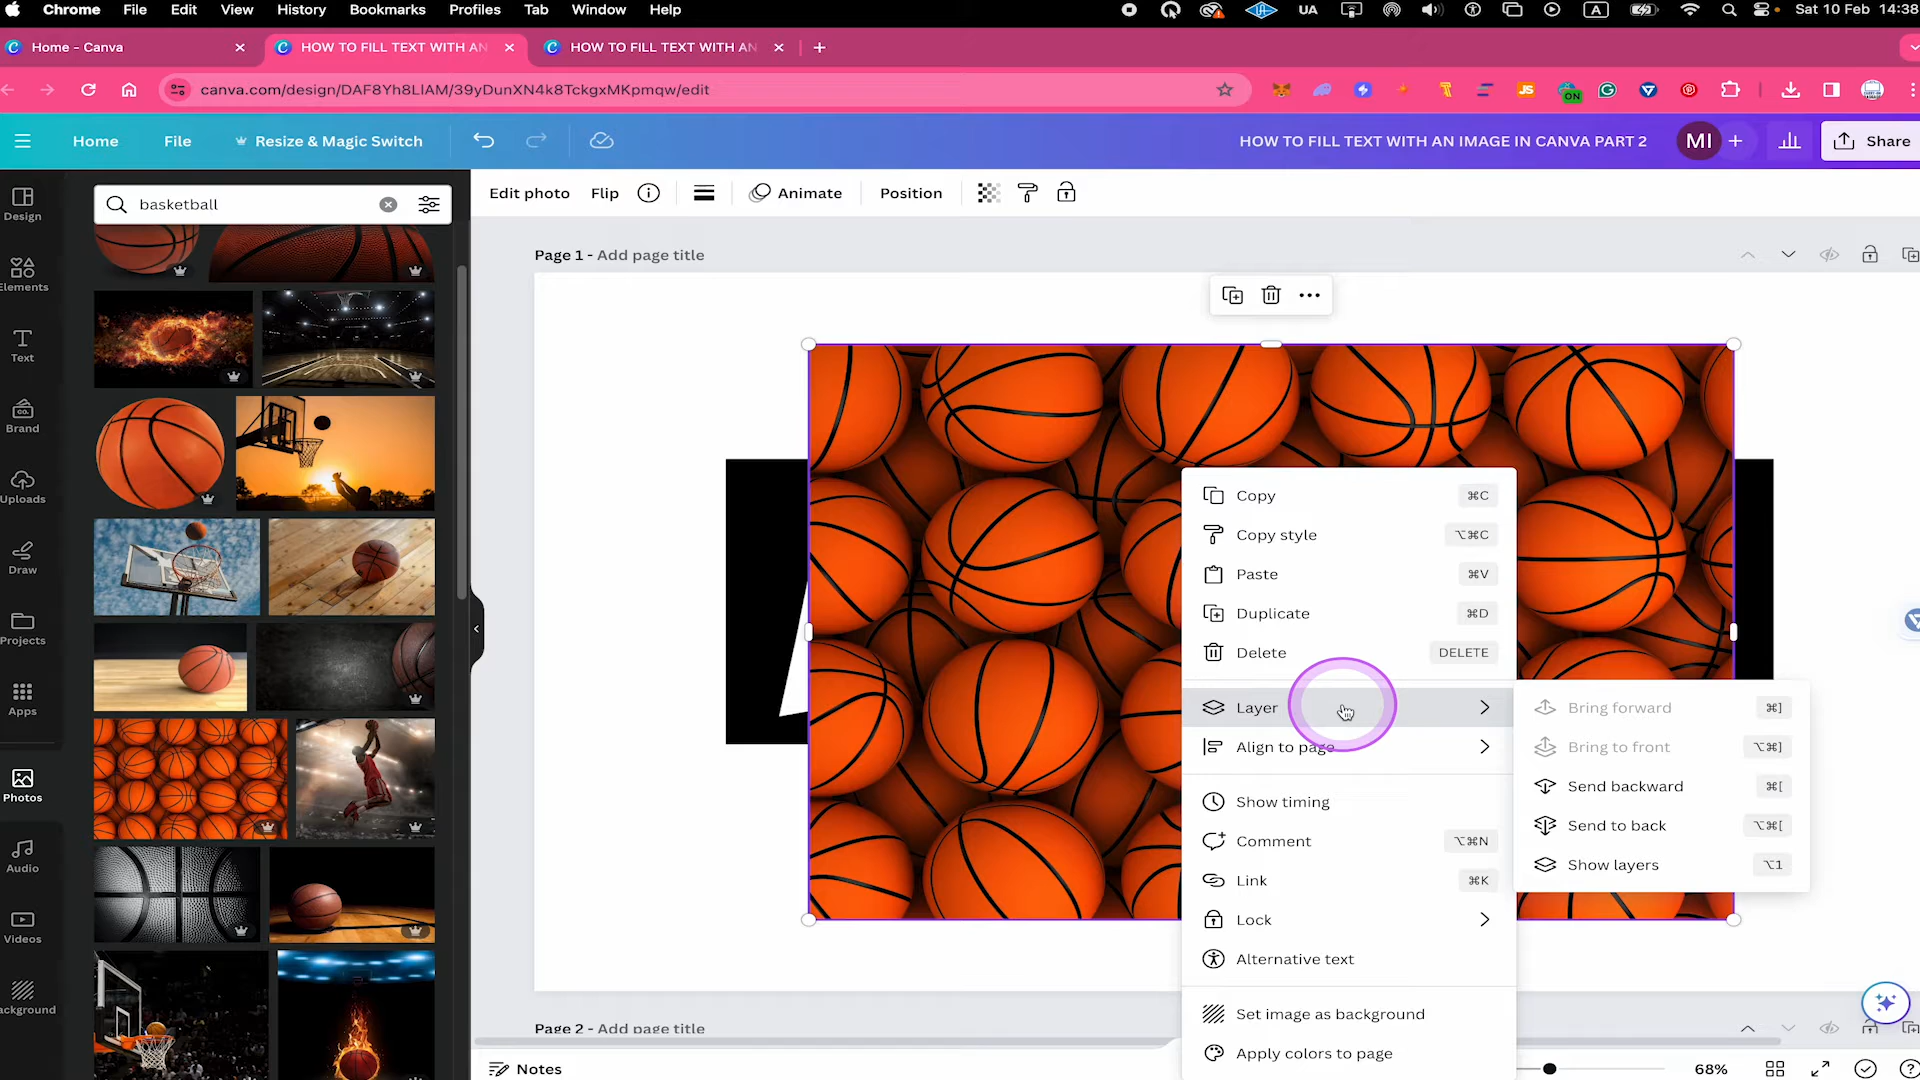 Chrome File Edit View History Bookmarks Profiles Tab Window Help UA A Sat 10 Feb 14:38
Home – Canva HOW TO FILL TEXT WITH AN HOW TO FILL TEXT WITH AN
canva.com/design/DAF8Yh8LlAM/39yDunXN4k8TckgxMKpmqw/edit JS ON
Home File Resize & Magic Switch HOW TO FILL TEXT WITH AN IMAGE IN CANVA PART 2 MI Share
basketball
Edit photo Flip Animate Position
Design
Elements
Text
Brand
Uploads
Draw
Projects
Apps
Photos
Audio
Videos
ackground
Page 1 - Add page title
Copy ⌘C
Copy style ⌥⌘C
Paste ⌘V
Duplicate ⌘D
Delete DELETE
Layer
Align to page
Show timing
Comment ⌥⌘N
Link ⌘K
Lock
Alternative text
Set image as background
Apply colors to page
Bring forward ⌘]
Bring to front ⌥⌘]
Send backward ⌘[
Send to back ⌥⌘[
Show layers ⌥1
Page 2 - Add page title
Notes 68%